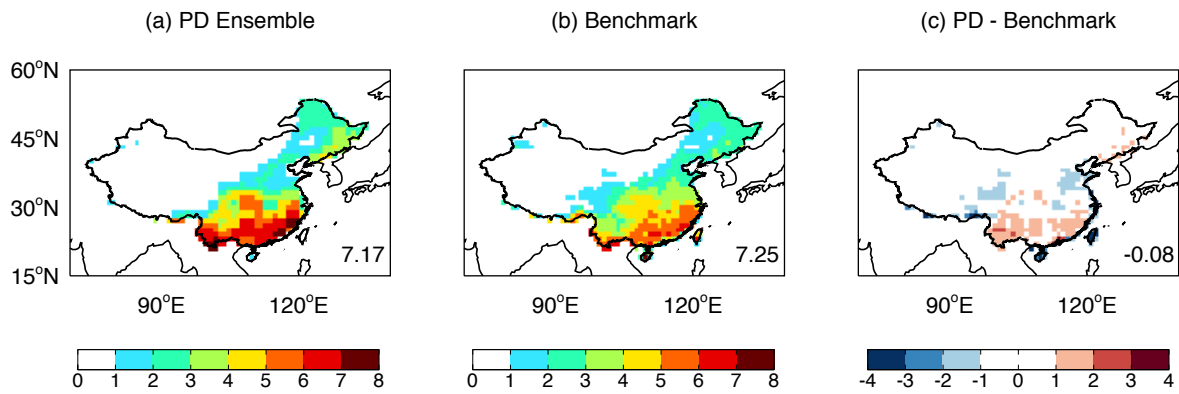 (a) PD Ensemble (b) Benchmark (c) PD - Benchmark
60°N
45°N
30°N
15°N
7.17 7.25 -0.08
90°E 120°E 90°E 120°E 90°E 120°E
0 1 2 3 4 5 6 7 8 0 1 2 3 4 5 6 7 8 -4 -3 -2 -1 0 1 2 3 4